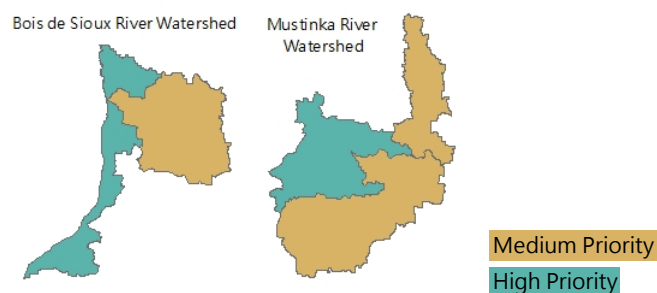 Bois de Sioux River Watershed
Mustinka River
Watershed
Medium Priority
High Priority